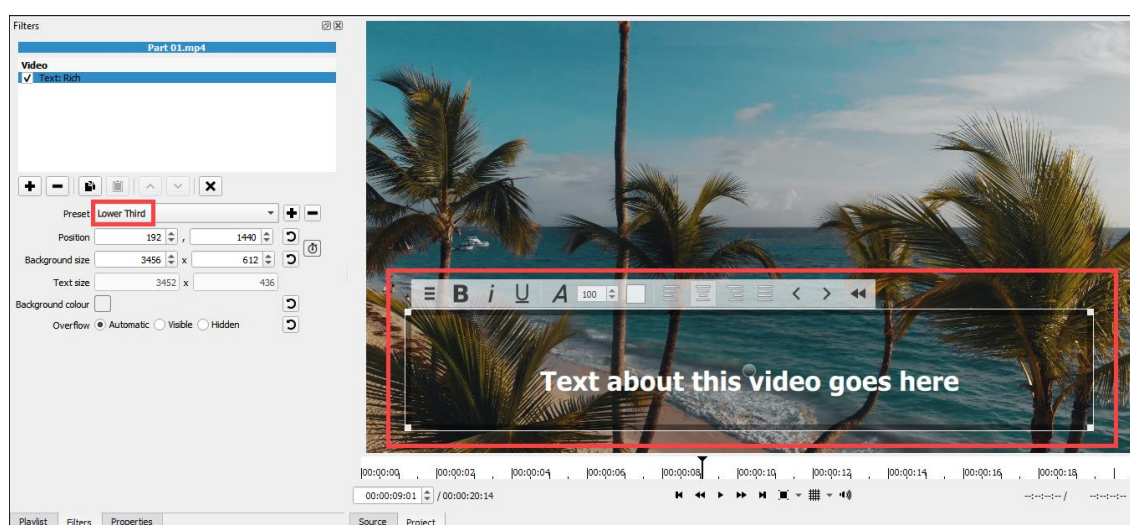 Filters
Part 01.mp4
Video
Text: Rich
Preset Lower Third
Position 192 , 1440
Background size 3456 x 612
Text size 3452 x 436
Background colour
Overflow Automatic Visible Hidden
B i U A 100
Text about this video goes here
00:00:00 00:00:02 00:00:04 00:00:06 00:00:08 00:00:10 00:00:12 00:00:14 00:00:16 00:00:18
00:00:09:01 / 00:00:20:14 --:--:--:-- / --:--:--:--
Playlist Filters Properties Source Project